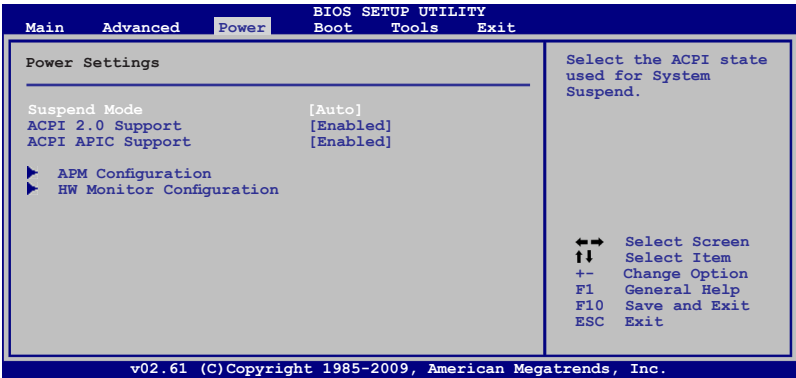 BIOS SETUP UTILITY
Main Advanced Power Boot Tools Exit
Power Settings
Suspend Mode [Auto]
ACPI 2.0 Support [Enabled]
ACPI APIC Support [Enabled]
APM Configuration
HW Monitor Configuration
Select the ACPI state
used for System
Suspend.
←→ Select Screen
↑↓ Select Item
+- Change Option
F1 General Help
F10 Save and Exit
ESC Exit
v02.61 (C)Copyright 1985-2009, American Megatrends, Inc.